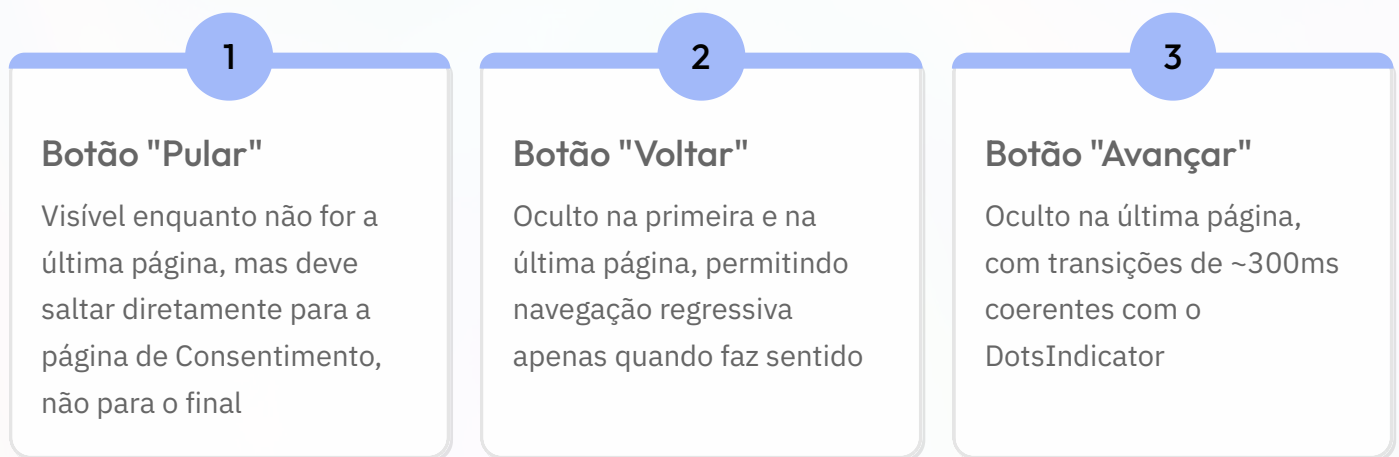 1
Botão "Pular"
Visível enquanto não for a
última página, mas deve
saltar diretamente para a
página de Consentimento,
não para o final
2
Botão "Voltar"
Oculto na primeira e na
última página, permitindo
navegação regressiva
apenas quando faz sentido
3
Botão "Avançar"
Oculto na última página,
com transições de ~300ms
coerentes com o
DotsIndicator